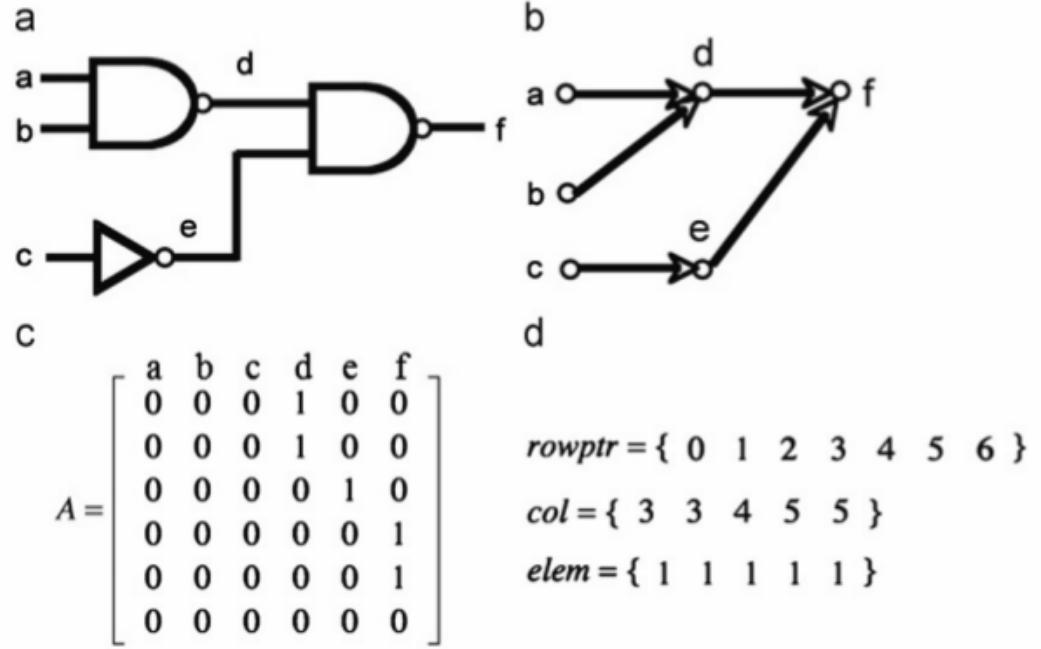 a
a
b
c
d
e
f
b
a
b
c
d
e
f
c
a b c d e f
0 0 0 1 0 0
0 0 0 1 0 0
0 0 0 0 1 0
A =
0 0 0 0 0 1
0 0 0 0 0 1
0 0 0 0 0 0
d
rowptr = { 0 1 2 3 4 5 6 }
col = { 3 3 4 5 5 }
elem = { 1 1 1 1 1 }